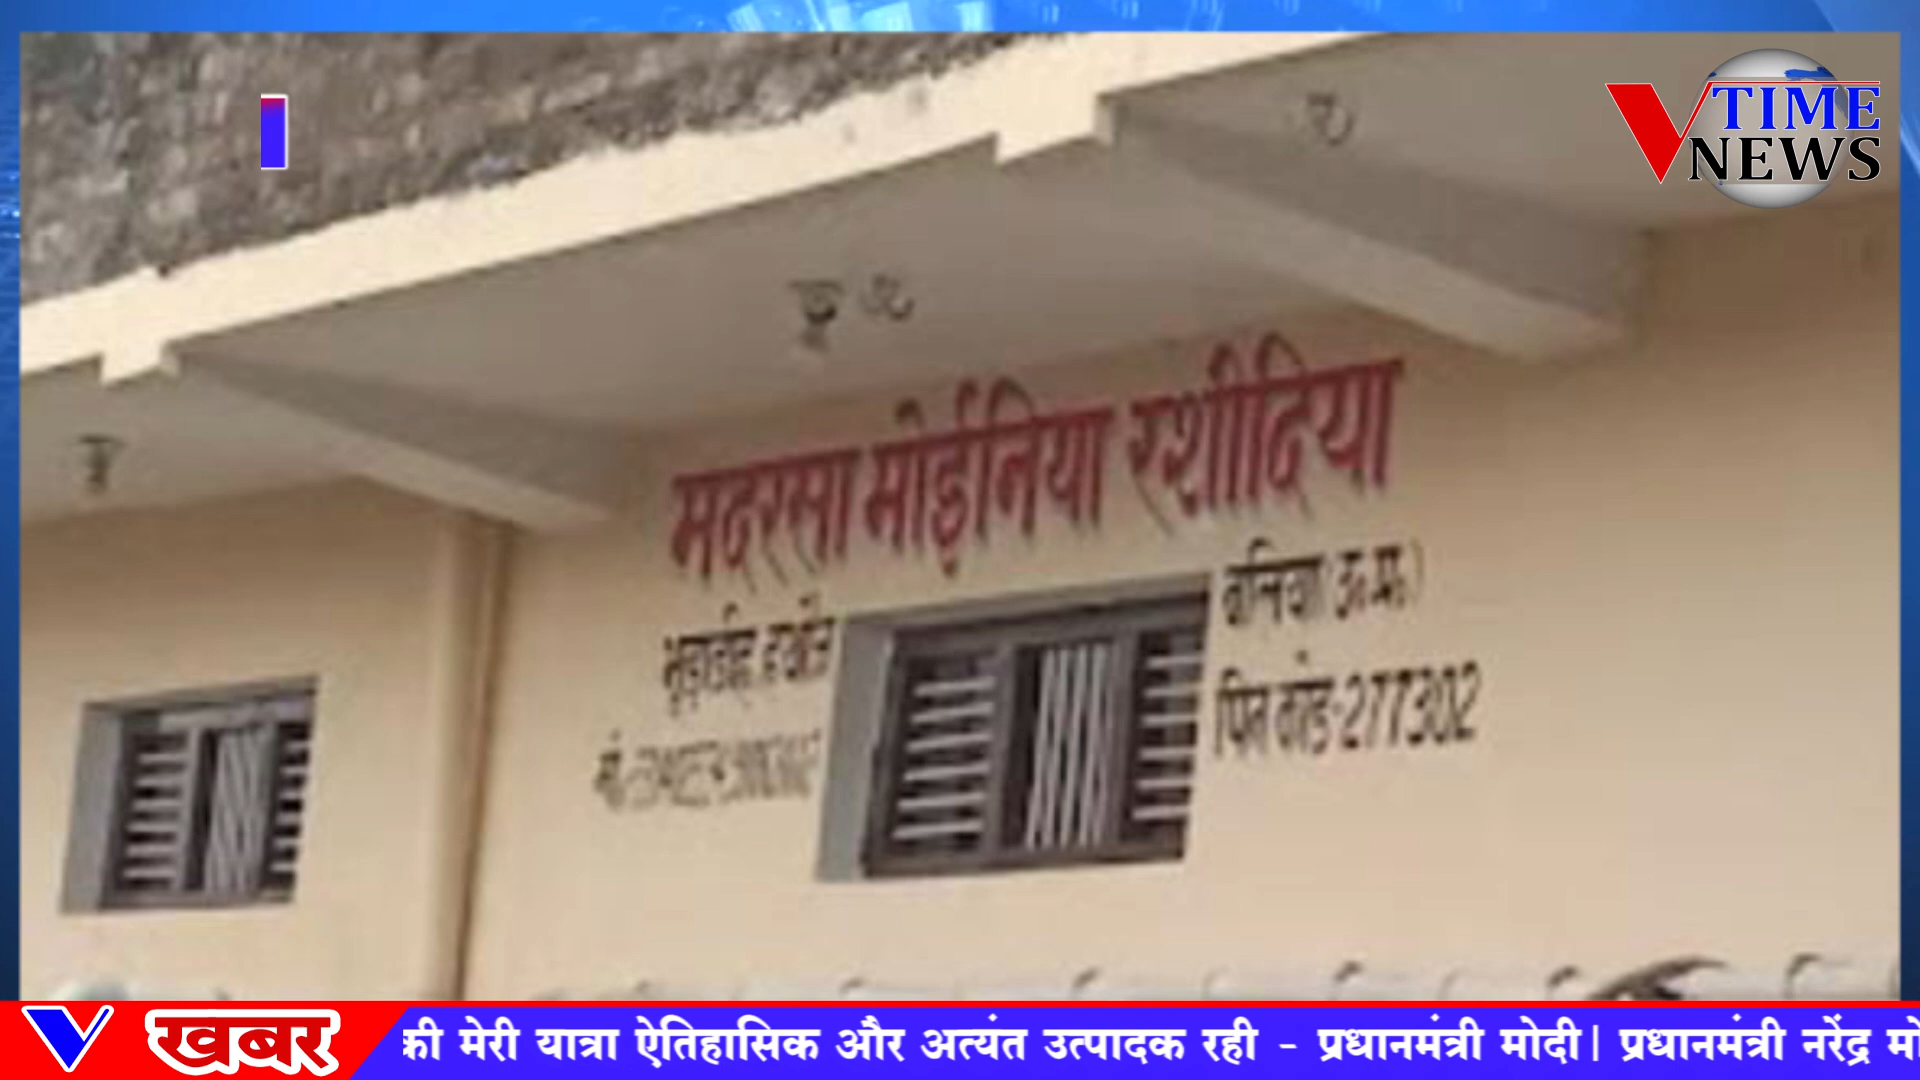 V TIME
NEWS
मदरसा मोईनिया रशीदिया
बलिया (उ.प्र.)
पिन कोड-277302
V खबर
की मेरी यात्रा ऐतिहासिक और अत्यंत उत्पादक रही - प्रधानमंत्री मोदी| प्रधानमंत्री नरेंद्र मो